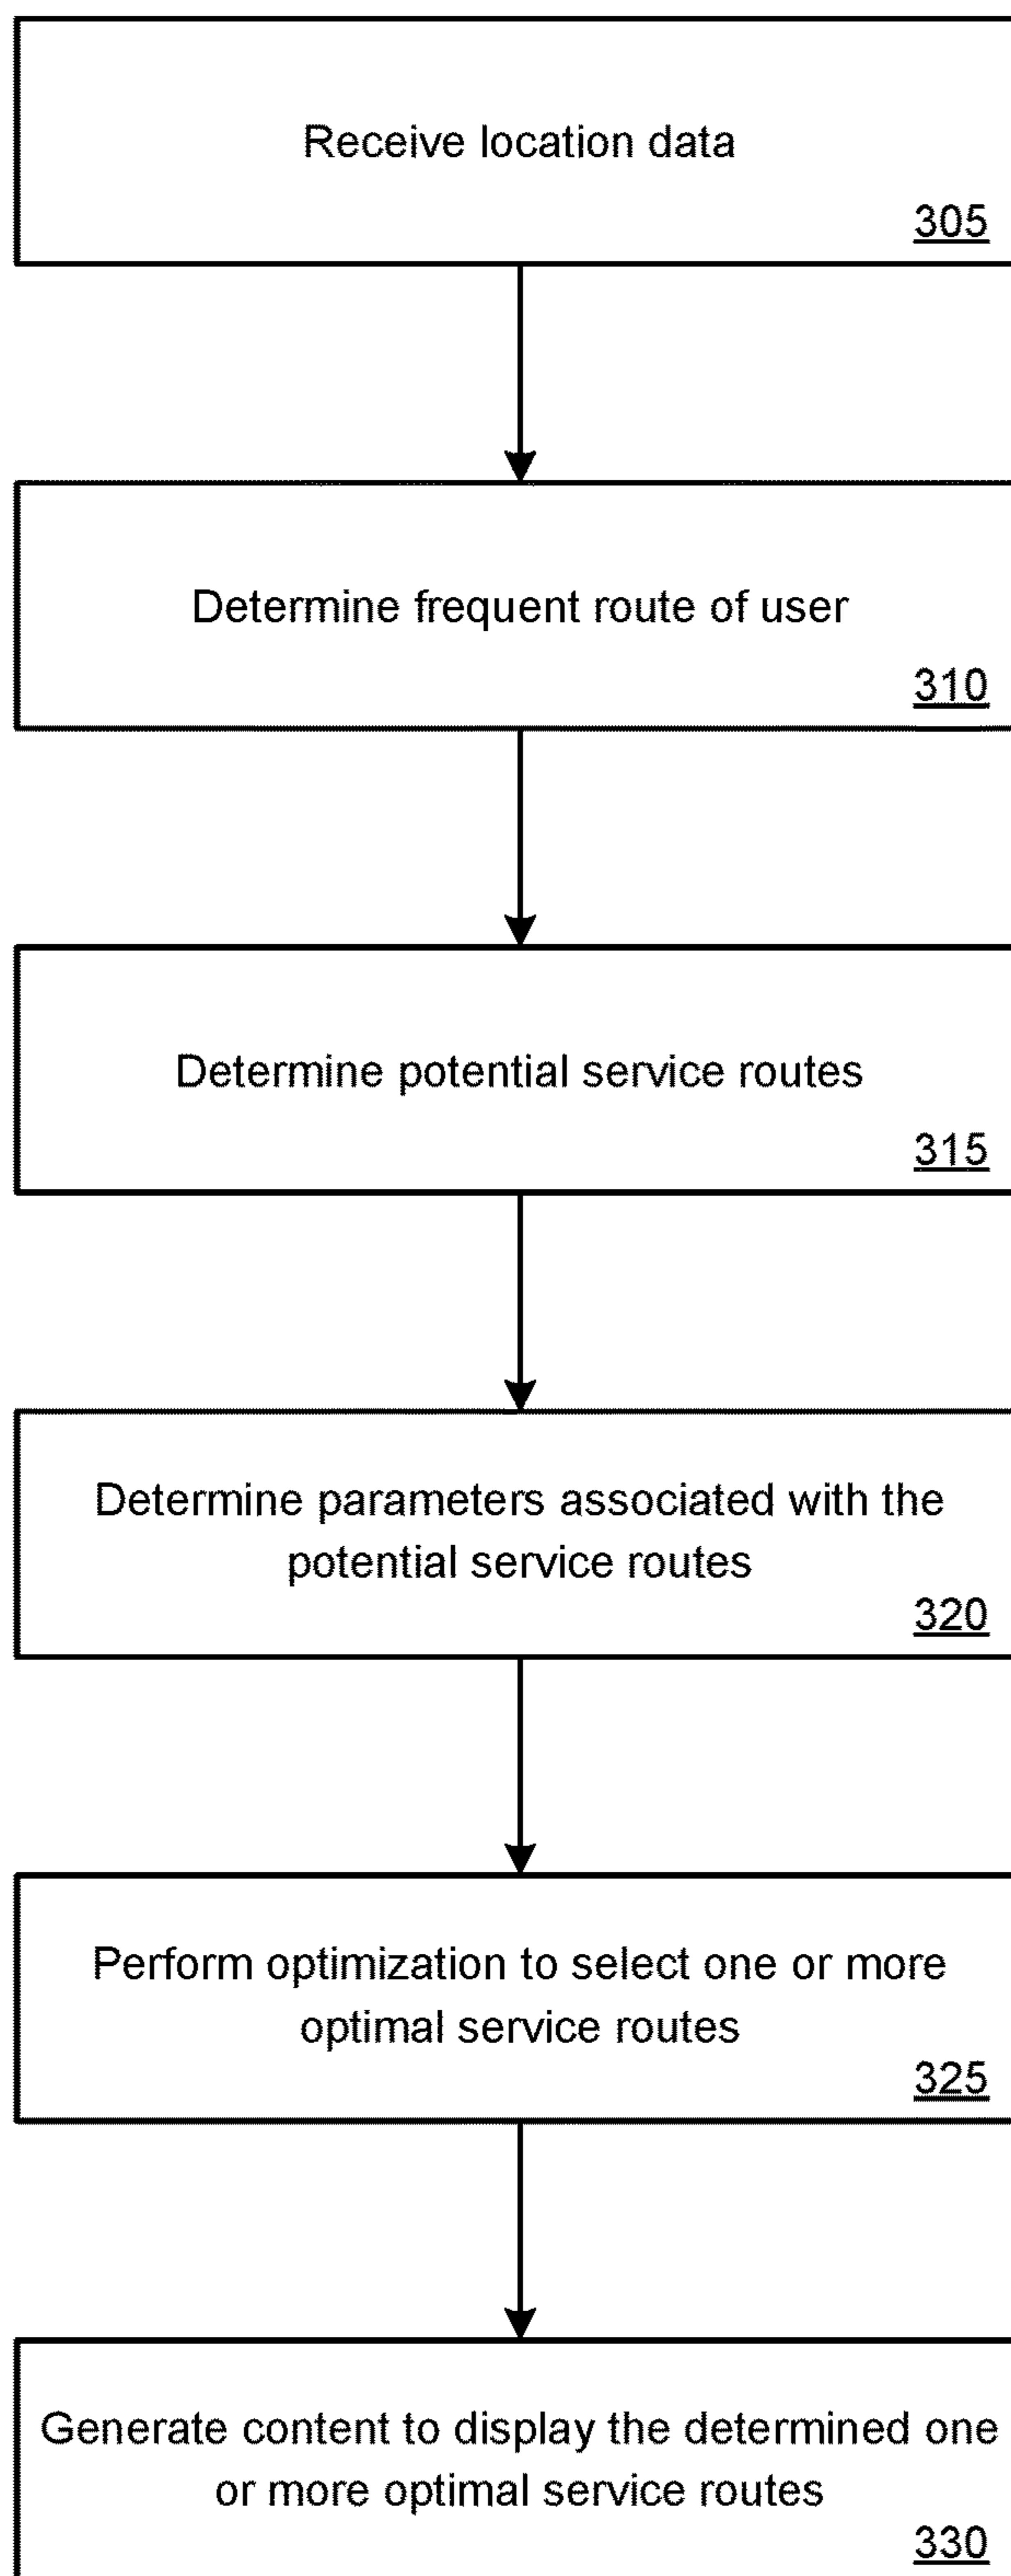 Receive location data
305
Determine frequent route of user
310
Determine potential service routes
315
Determine parameters associated with the
potential service routes
320
Perform optimization to select one or more
optimal service routes
325
Generate content to display the determined one
or more optimal service routes
330